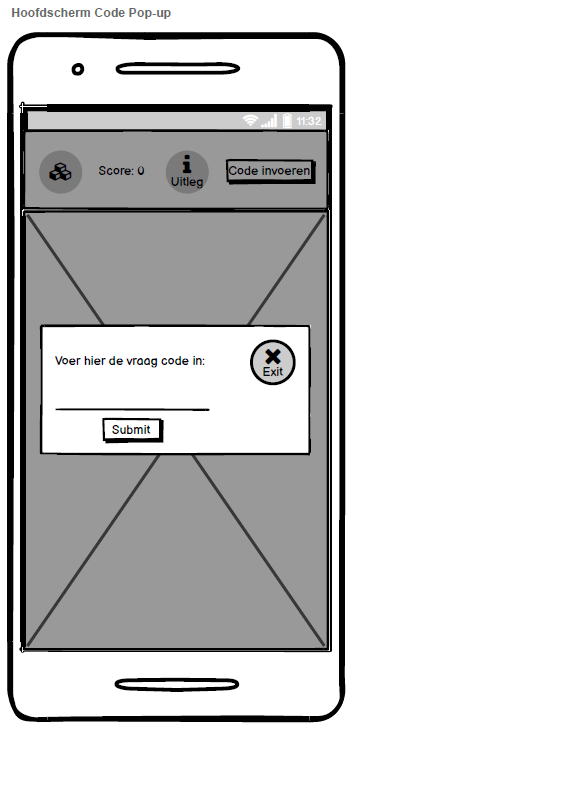 Hoofdscherm Code Pop-up
11:32
Score: 0
Uitleg
Code invoeren
Voer hier de vraag code in:
Exit
Submit